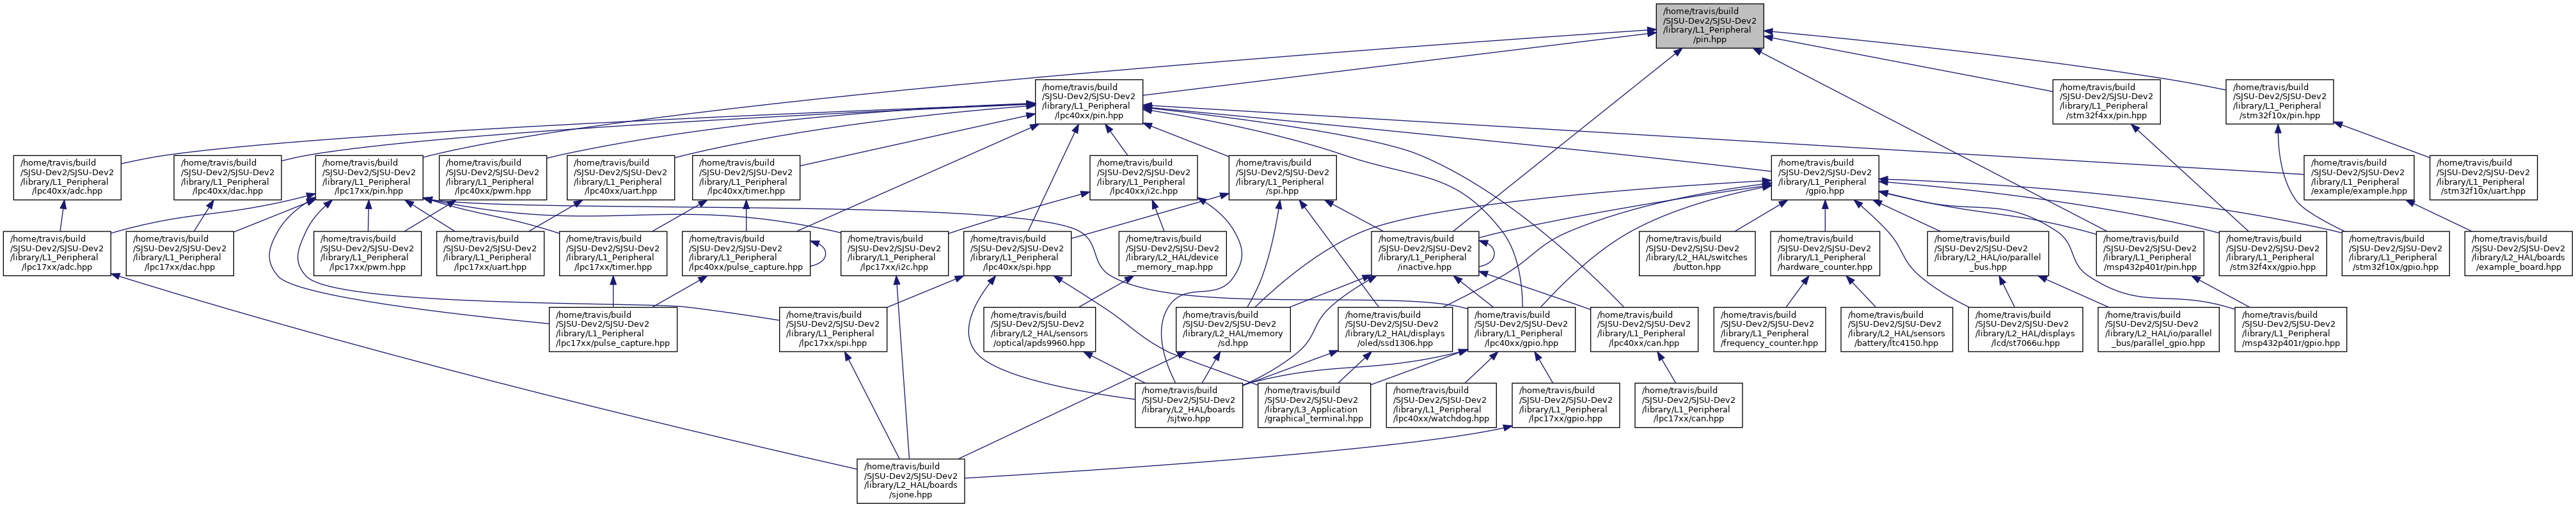 /home/travis/build
/SJSU-Dev2/SJSU-Dev2
/library/L1_Peripheral
/pin.hpp
/home/travis/build
/SJSU-Dev2/SJSU-Dev2
/library/L1_Peripheral
/lpc40xx/pin.hpp
/home/travis/build
/SJSU-Dev2/SJSU-Dev2
/library/L1_Peripheral
/stm32f4xx/pin.hpp
/home/travis/build
/SJSU-Dev2/SJSU-Dev2
/library/L1_Peripheral
/stm32f10x/pin.hpp
/home/travis/build
/SJSU-Dev2/SJSU-Dev2
/library/L1_Peripheral
/lpc40xx/adc.hpp
/home/travis/build
/SJSU-Dev2/SJSU-Dev2
/library/L1_Peripheral
/lpc40xx/dac.hpp
/home/travis/build
/SJSU-Dev2/SJSU-Dev2
/library/L1_Peripheral
/lpc17xx/pin.hpp
/home/travis/build
/SJSU-Dev2/SJSU-Dev2
/library/L1_Peripheral
/lpc40xx/pwm.hpp
/home/travis/build
/SJSU-Dev2/SJSU-Dev2
/library/L1_Peripheral
/lpc40xx/uart.hpp
/home/travis/build
/SJSU-Dev2/SJSU-Dev2
/library/L1_Peripheral
/lpc40xx/timer.hpp
/home/travis/build
/SJSU-Dev2/SJSU-Dev2
/library/L1_Peripheral
/lpc40xx/i2c.hpp
/home/travis/build
/SJSU-Dev2/SJSU-Dev2
/library/L1_Peripheral
/spi.hpp
/home/travis/build
/SJSU-Dev2/SJSU-Dev2
/library/L1_Peripheral
/gpio.hpp
/home/travis/build
/SJSU-Dev2/SJSU-Dev2
/library/L1_Peripheral
/example/example.hpp
/home/travis/build
/SJSU-Dev2/SJSU-Dev2
/library/L1_Peripheral
/stm32f10x/uart.hpp
/home/travis/build
/SJSU-Dev2/SJSU-Dev2
/library/L1_Peripheral
/lpc17xx/adc.hpp
/home/travis/build
/SJSU-Dev2/SJSU-Dev2
/library/L1_Peripheral
/lpc17xx/dac.hpp
/home/travis/build
/SJSU-Dev2/SJSU-Dev2
/library/L1_Peripheral
/lpc17xx/pwm.hpp
/home/travis/build
/SJSU-Dev2/SJSU-Dev2
/library/L1_Peripheral
/lpc17xx/uart.hpp
/home/travis/build
/SJSU-Dev2/SJSU-Dev2
/library/L1_Peripheral
/lpc17xx/timer.hpp
/home/travis/build
/SJSU-Dev2/SJSU-Dev2
/library/L1_Peripheral
/lpc40xx/pulse_capture.hpp
/home/travis/build
/SJSU-Dev2/SJSU-Dev2
/library/L1_Peripheral
/lpc17xx/i2c.hpp
/home/travis/build
/SJSU-Dev2/SJSU-Dev2
/library/L1_Peripheral
/lpc40xx/spi.hpp
/home/travis/build
/SJSU-Dev2/SJSU-Dev2
/library/L2_HAL/device
_memory_map.hpp
/home/travis/build
/SJSU-Dev2/SJSU-Dev2
/library/L1_Peripheral
/inactive.hpp
/home/travis/build
/SJSU-Dev2/SJSU-Dev2
/library/L2_HAL/switches
/button.hpp
/home/travis/build
/SJSU-Dev2/SJSU-Dev2
/library/L1_Peripheral
/hardware_counter.hpp
/home/travis/build
/SJSU-Dev2/SJSU-Dev2
/library/L2_HAL/io/parallel
_bus.hpp
/home/travis/build
/SJSU-Dev2/SJSU-Dev2
/library/L1_Peripheral
/msp432p401r/pin.hpp
/home/travis/build
/SJSU-Dev2/SJSU-Dev2
/library/L1_Peripheral
/stm32f4xx/gpio.hpp
/home/travis/build
/SJSU-Dev2/SJSU-Dev2
/library/L1_Peripheral
/stm32f10x/gpio.hpp
/home/travis/build
/SJSU-Dev2/SJSU-Dev2
/library/L2_HAL/boards
/example_board.hpp
/home/travis/build
/SJSU-Dev2/SJSU-Dev2
/library/L1_Peripheral
/lpc17xx/pulse_capture.hpp
/home/travis/build
/SJSU-Dev2/SJSU-Dev2
/library/L1_Peripheral
/lpc17xx/spi.hpp
/home/travis/build
/SJSU-Dev2/SJSU-Dev2
/library/L2_HAL/sensors
/optical/apds9960.hpp
/home/travis/build
/SJSU-Dev2/SJSU-Dev2
/library/L2_HAL/memory
/sd.hpp
/home/travis/build
/SJSU-Dev2/SJSU-Dev2
/library/L2_HAL/displays
/oled/ssd1306.hpp
/home/travis/build
/SJSU-Dev2/SJSU-Dev2
/library/L1_Peripheral
/lpc40xx/gpio.hpp
/home/travis/build
/SJSU-Dev2/SJSU-Dev2
/library/L1_Peripheral
/lpc40xx/can.hpp
/home/travis/build
/SJSU-Dev2/SJSU-Dev2
/library/L1_Peripheral
/frequency_counter.hpp
/home/travis/build
/SJSU-Dev2/SJSU-Dev2
/library/L2_HAL/sensors
/battery/ltc4150.hpp
/home/travis/build
/SJSU-Dev2/SJSU-Dev2
/library/L2_HAL/displays
/lcd/st7066u.hpp
/home/travis/build
/SJSU-Dev2/SJSU-Dev2
/library/L2_HAL/io/parallel
_bus/parallel_gpio.hpp
/home/travis/build
/SJSU-Dev2/SJSU-Dev2
/library/L1_Peripheral
/msp432p401r/gpio.hpp
/home/travis/build
/SJSU-Dev2/SJSU-Dev2
/library/L2_HAL/boards
/sjtwo.hpp
/home/travis/build
/SJSU-Dev2/SJSU-Dev2
/library/L3_Application
/graphical_terminal.hpp
/home/travis/build
/SJSU-Dev2/SJSU-Dev2
/library/L1_Peripheral
/lpc40xx/watchdog.hpp
/home/travis/build
/SJSU-Dev2/SJSU-Dev2
/library/L1_Peripheral
/lpc17xx/gpio.hpp
/home/travis/build
/SJSU-Dev2/SJSU-Dev2
/library/L1_Peripheral
/lpc17xx/can.hpp
/home/travis/build
/SJSU-Dev2/SJSU-Dev2
/library/L2_HAL/boards
/sjone.hpp